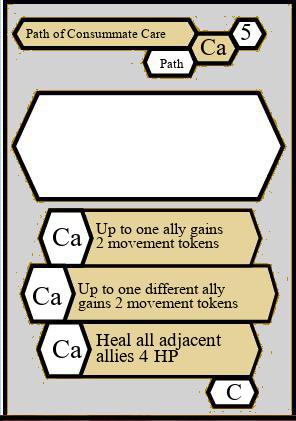 Path of Consummate Care
Ca
5
Path
Ca
Up to one ally gains
2 movement tokens
Ca
Up to one different ally
gains 2 movement tokens
Ca
Heal all adjacent
allies 4 HP
C